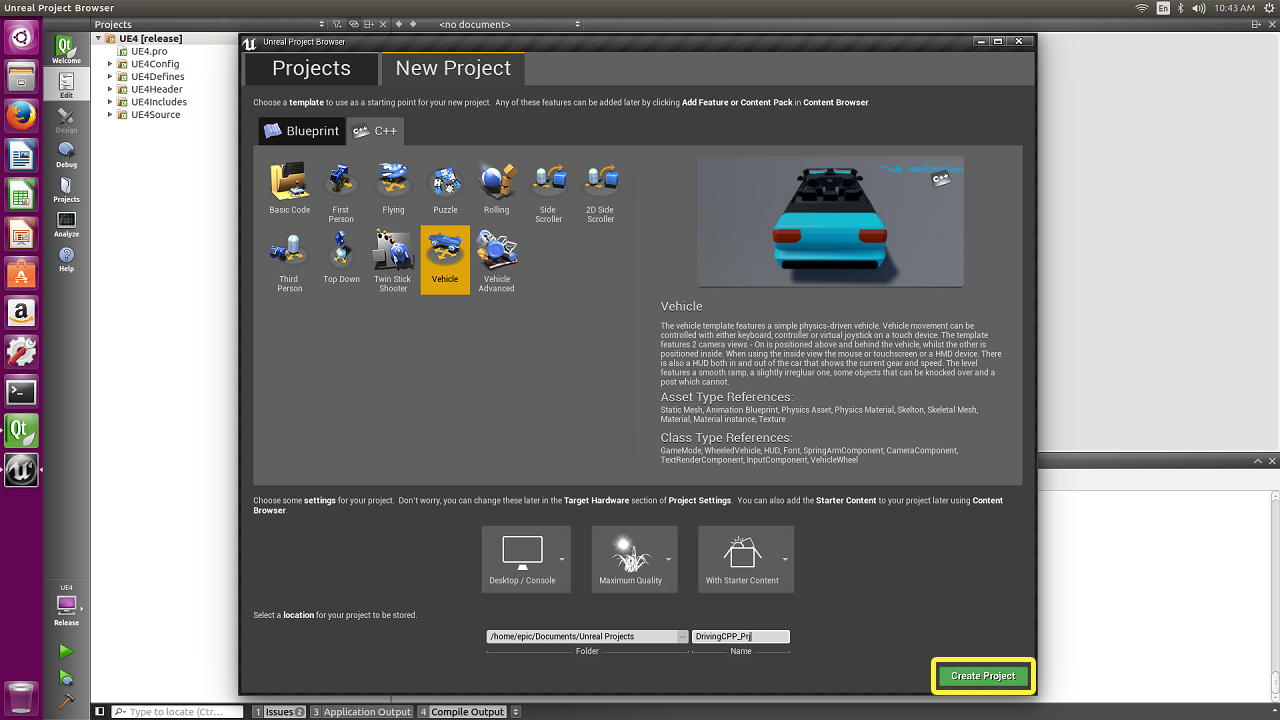 Unreal Project Browser
En
10:43 AM
Projects
<no document>
UE4 [release]
UE4.pro
UE4Config
UE4Defines
UE4Header
UE4Includes
UE4Source
Qt
Welcome
Edit
Design
Debug
Projects
Analyze
Help
UE4
Release
Unreal Project Browser
Projects
New Project
Choose a template to use as a starting point for your new project.  Any of these features can be added later by clicking Add Feature or Content Pack in Content Browser.
Blueprint
C++
Basic Code
First
Person
Flying
Puzzle
Rolling
Side
Scroller
2D Side
Scroller
Third
Person
Top Down
Twin Stick
Shooter
Vehicle
Vehicle
Advanced
C++
Vehicle
The vehicle template features a simple physics-driven vehicle. Vehicle movement can be
controlled with either keyboard, controller or virtual joystick on a touch device. The template
features 2 camera views - On is positioned above and behind the vehicle, whilst the other is
positioned inside. When using the inside view the mouse or touchscreen or a HMD device. There
is also a HUD both in and out of the car that shows the current gear and speed. The level
features a smooth ramp, a slightly irregluar one, some objects that can be knocked over and a
post which cannot.
Asset Type References:
Static Mesh, Animation Blueprint, Physics Asset, Physics Material, Skelton, Skeletal Mesh,
Material, Material instance, Texture
Class Type References:
GameMode, WheeledVehicle, HUD, Font, SpringArmComponent, CameraComponent,
TextRenderComponent, InputComponent, VehicleWheel
Choose some settings for your project.  Don't worry, you can change these later in the Target Hardware section of Project Settings.  You can also add the Starter Content to your project later using Content
Browser.
Desktop / Console
Maximum Quality
With Starter Content
Select a location for your project to be stored.
/home/epic/Documents/Unreal Projects
...
DrivingCPP_Prj
Folder
Name
Create Project
Type to locate (Ctr...
1 Issues 2
3 Application Output
4 Compile Output